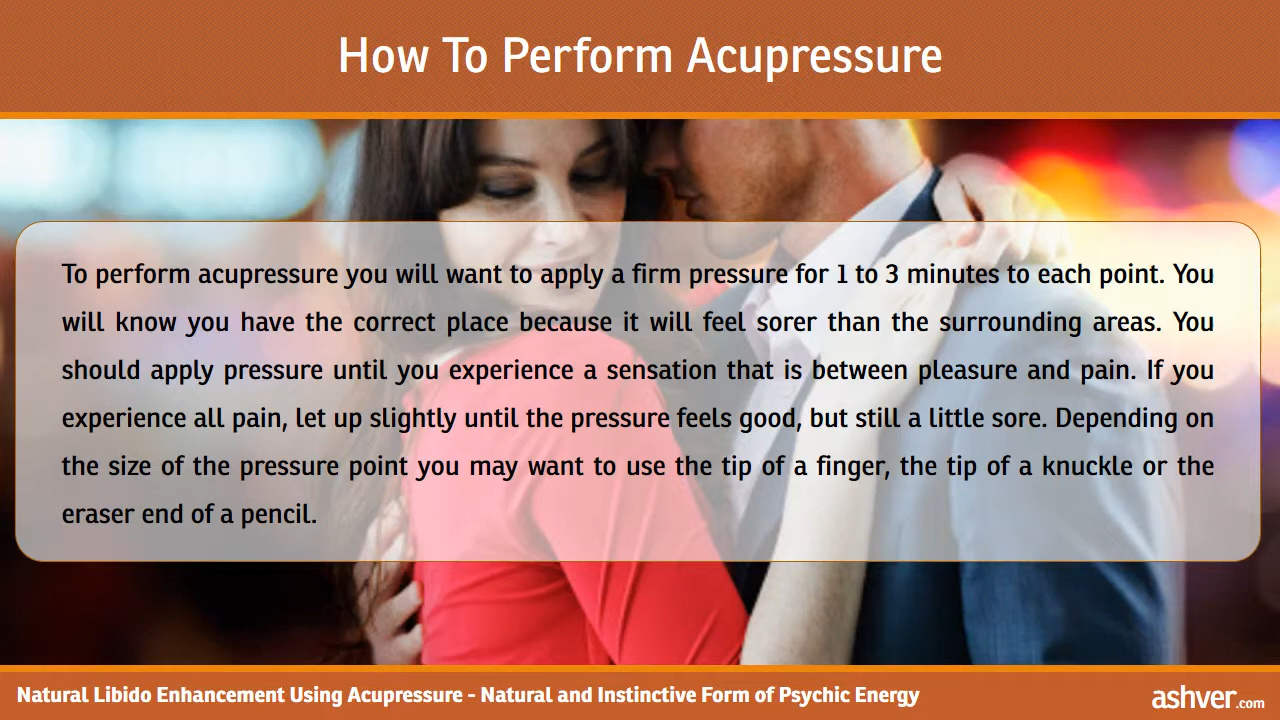 How To Perform Acupressure
To perform acupressure you will want to apply a firm pressure for 1 to 3 minutes to each point. You
will know you have the correct place because it will feel sorer than the surrounding areas. You
should apply pressure until you experience a sensation that is between pleasure and pain. If you
experience all pain, let up slightly until the pressure feels good, but still a little sore. Depending on
the size of the pressure point you may want to use the tip of a finger, the tip of a knuckle or the
eraser end of a pencil.
Natural Libido Enhancement Using Acupressure - Natural and Instinctive Form of Psychic Energy
ashver.com